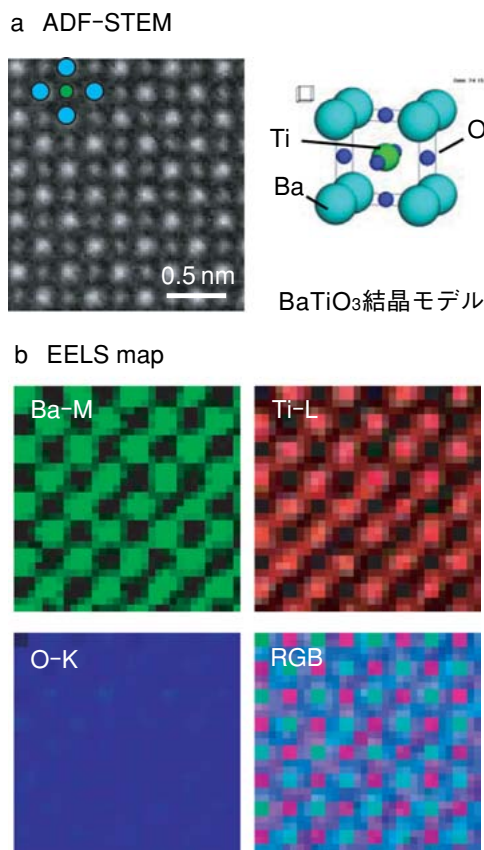 a ADF-STEM
Ti
O
Ba
0.5 nm
BaTiO₃結晶モデル
b EELS map
Ba-M
Ti-L
O-K
RGB